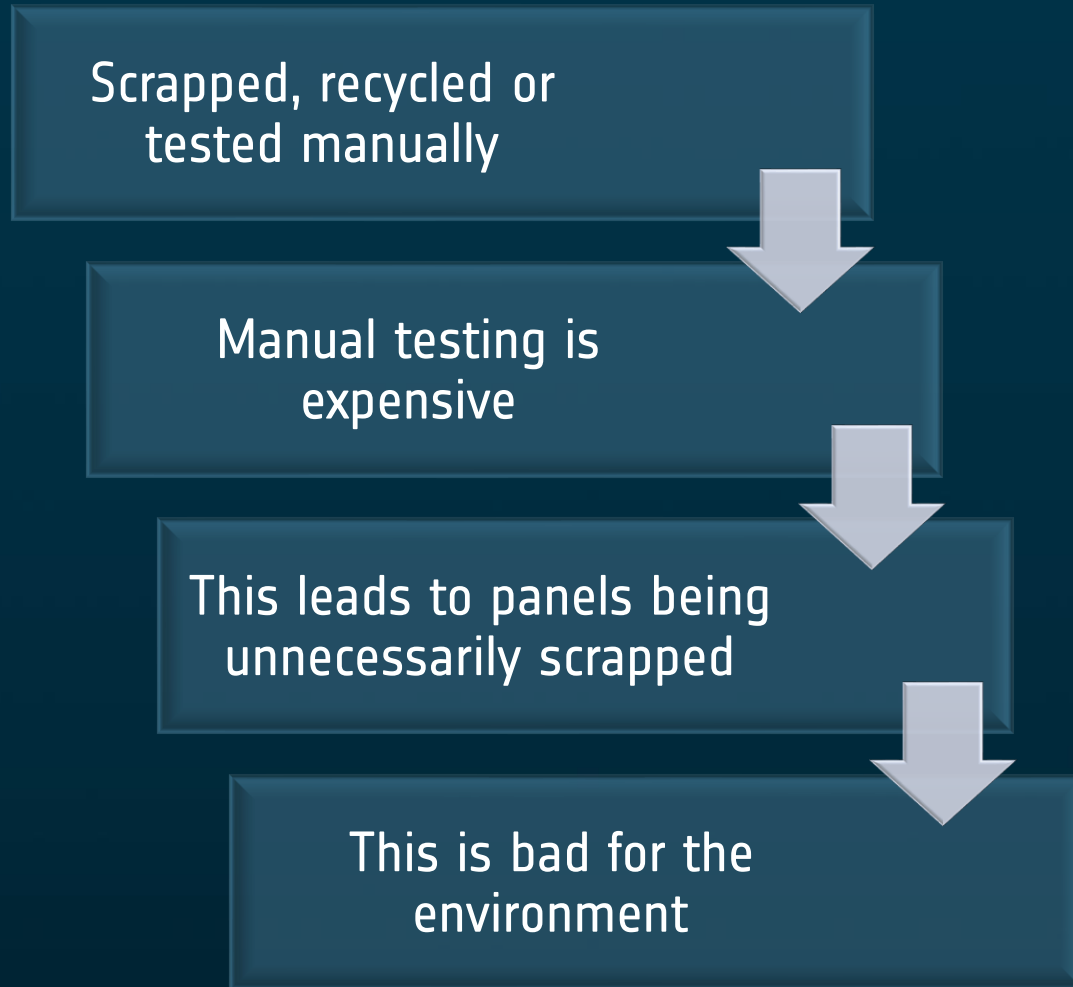 Scrapped, recycled or
tested manually
Manual testing is
expensive
This leads to panels being
unnecessarily scrapped
This is bad for the
environment